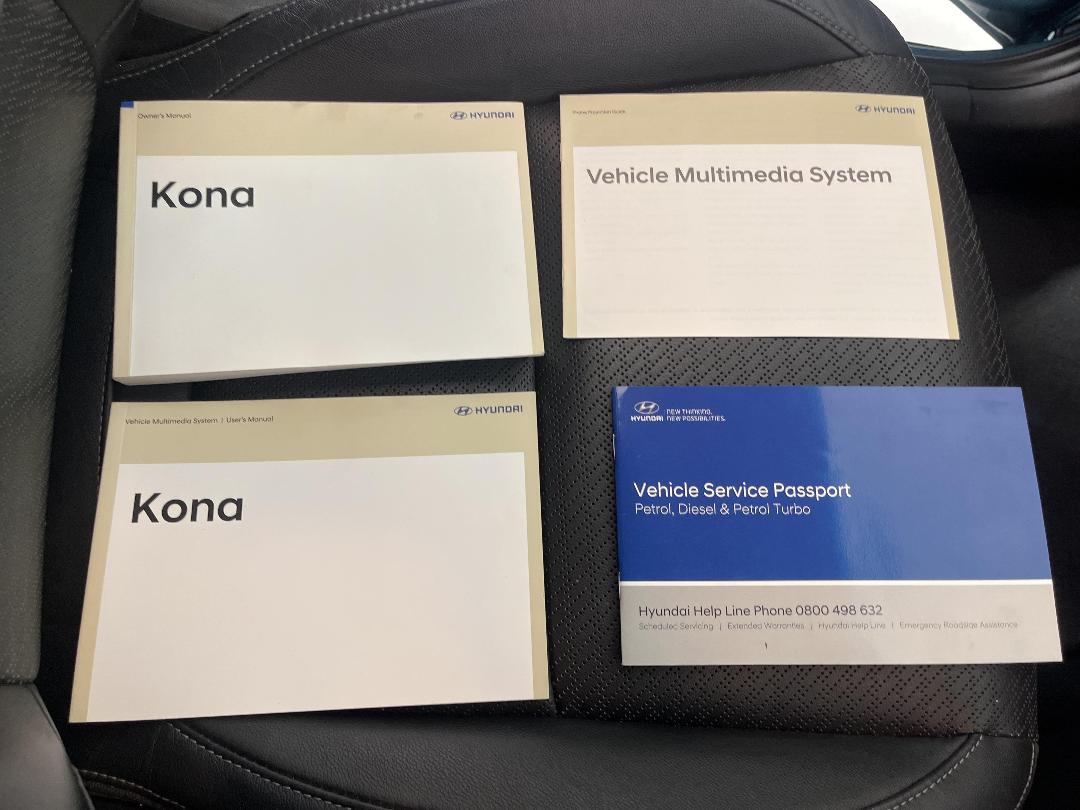 Owner's Manual
HYUNDAI
Kona
HYUNDAI
Vehicle Multimedia System
Vehicle Multimedia System | User's Manual
HYUNDAI
Kona
HYUNDAI
NEW THINKING.
NEW POSSIBILITIES.
Vehicle Service Passport
Petrol, Diesel & Petrol Turbo
Hyundai Help Line Phone 0800 498 632
Scheduled Servicing | Extended Warranties | Hyundai Help Line | Emergency Roadside Assistance